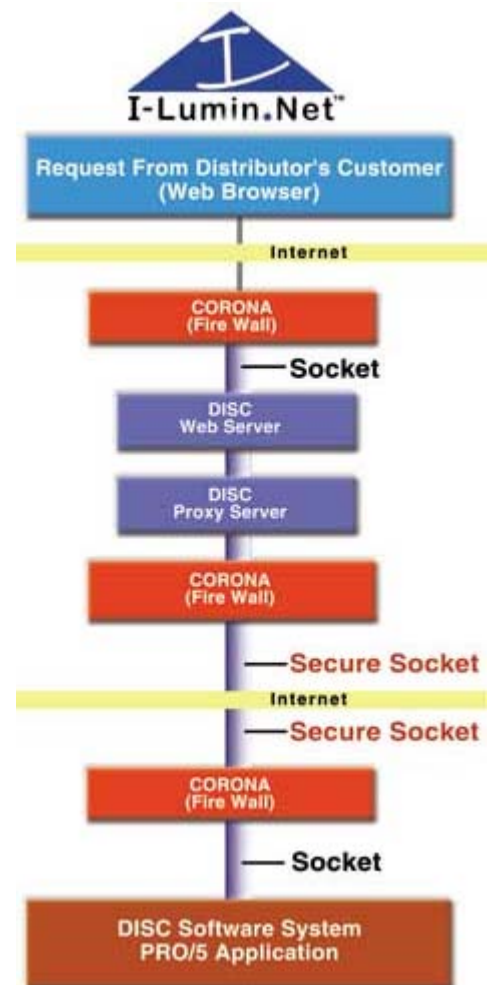 I-Lumin.Net™
Request From Distributor's Customer
(Web Browser)
Internet
CORONA
(Fire Wall)
Socket
DISC
Web Server
DISC
Proxy Server
CORONA
(Fire Wall)
Secure Socket
Internet
Secure Socket
CORONA
(Fire Wall)
Socket
DISC Software System
PRO/5 Application